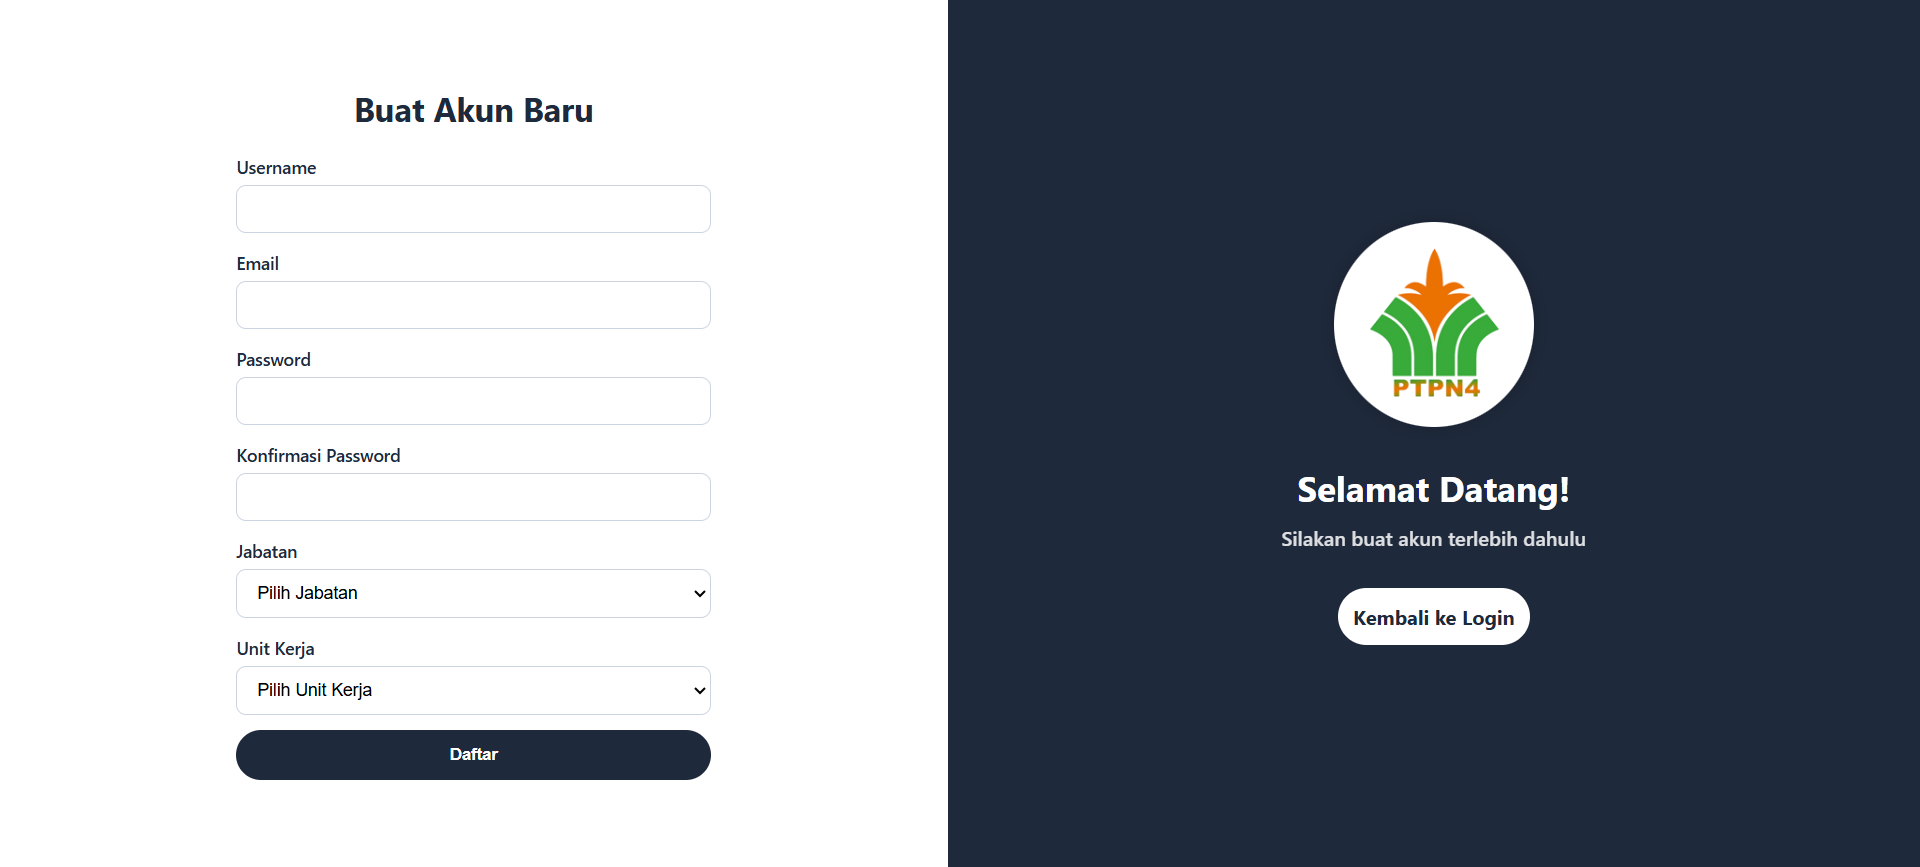 Buat Akun Baru
Username
Email
Password
Konfirmasi Password
Jabatan
Pilih Jabatan
Unit Kerja
Pilih Unit Kerja
Daftar
PTPN4
Selamat Datang!
Silakan buat akun terlebih dahulu
Kembali ke Login